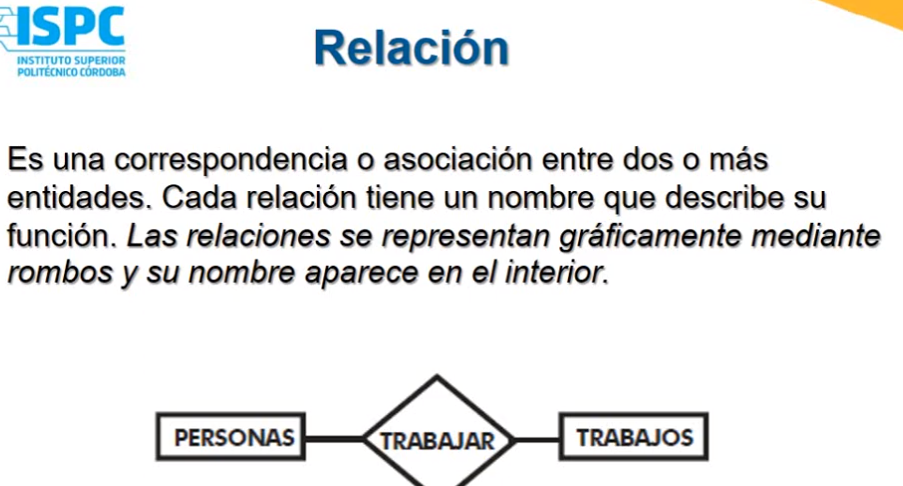 ISPC
INSTITUTO SUPERIOR
POLITÉCNICO CÓRDOBA
Relación
Es una correspondencia o asociación entre dos o más
entidades. Cada relación tiene un nombre que describe su
función. Las relaciones se representan gráficamente mediante
rombos y su nombre aparece en el interior.
PERSONAS
TRABAJAR
TRABAJOS